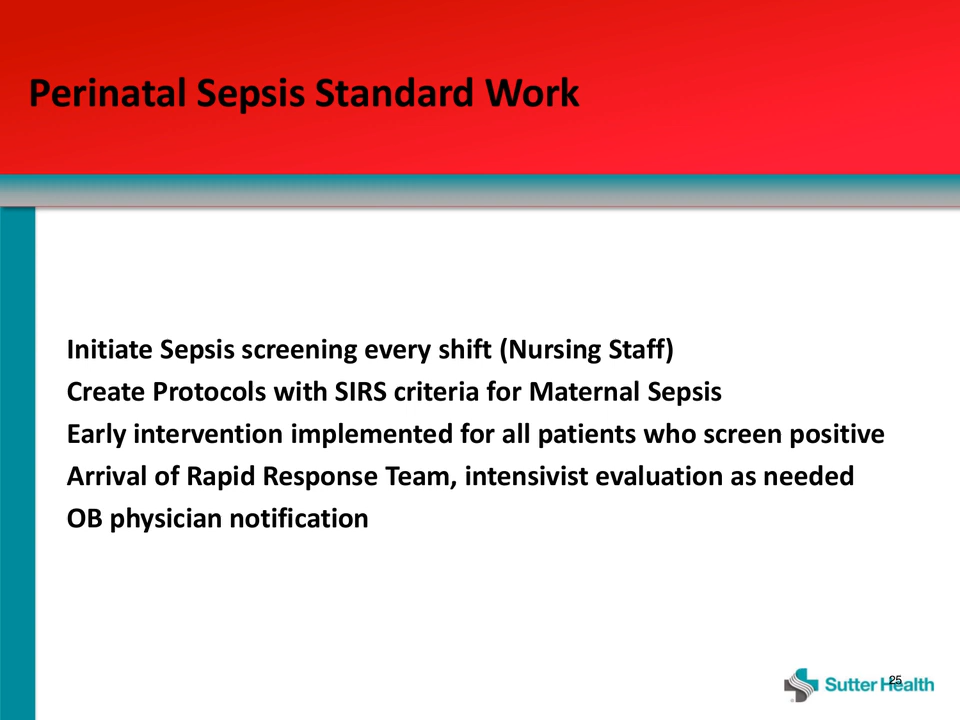 Perinatal Sepsis Standard Work
Initiate Sepsis screening every shift (Nursing Staff)
Create Protocols with SIRS criteria for Maternal Sepsis
Early intervention implemented for all patients who screen positive
Arrival of Rapid Response Team, intensivist evaluation as needed
OB physician notification
25
Sutter Health